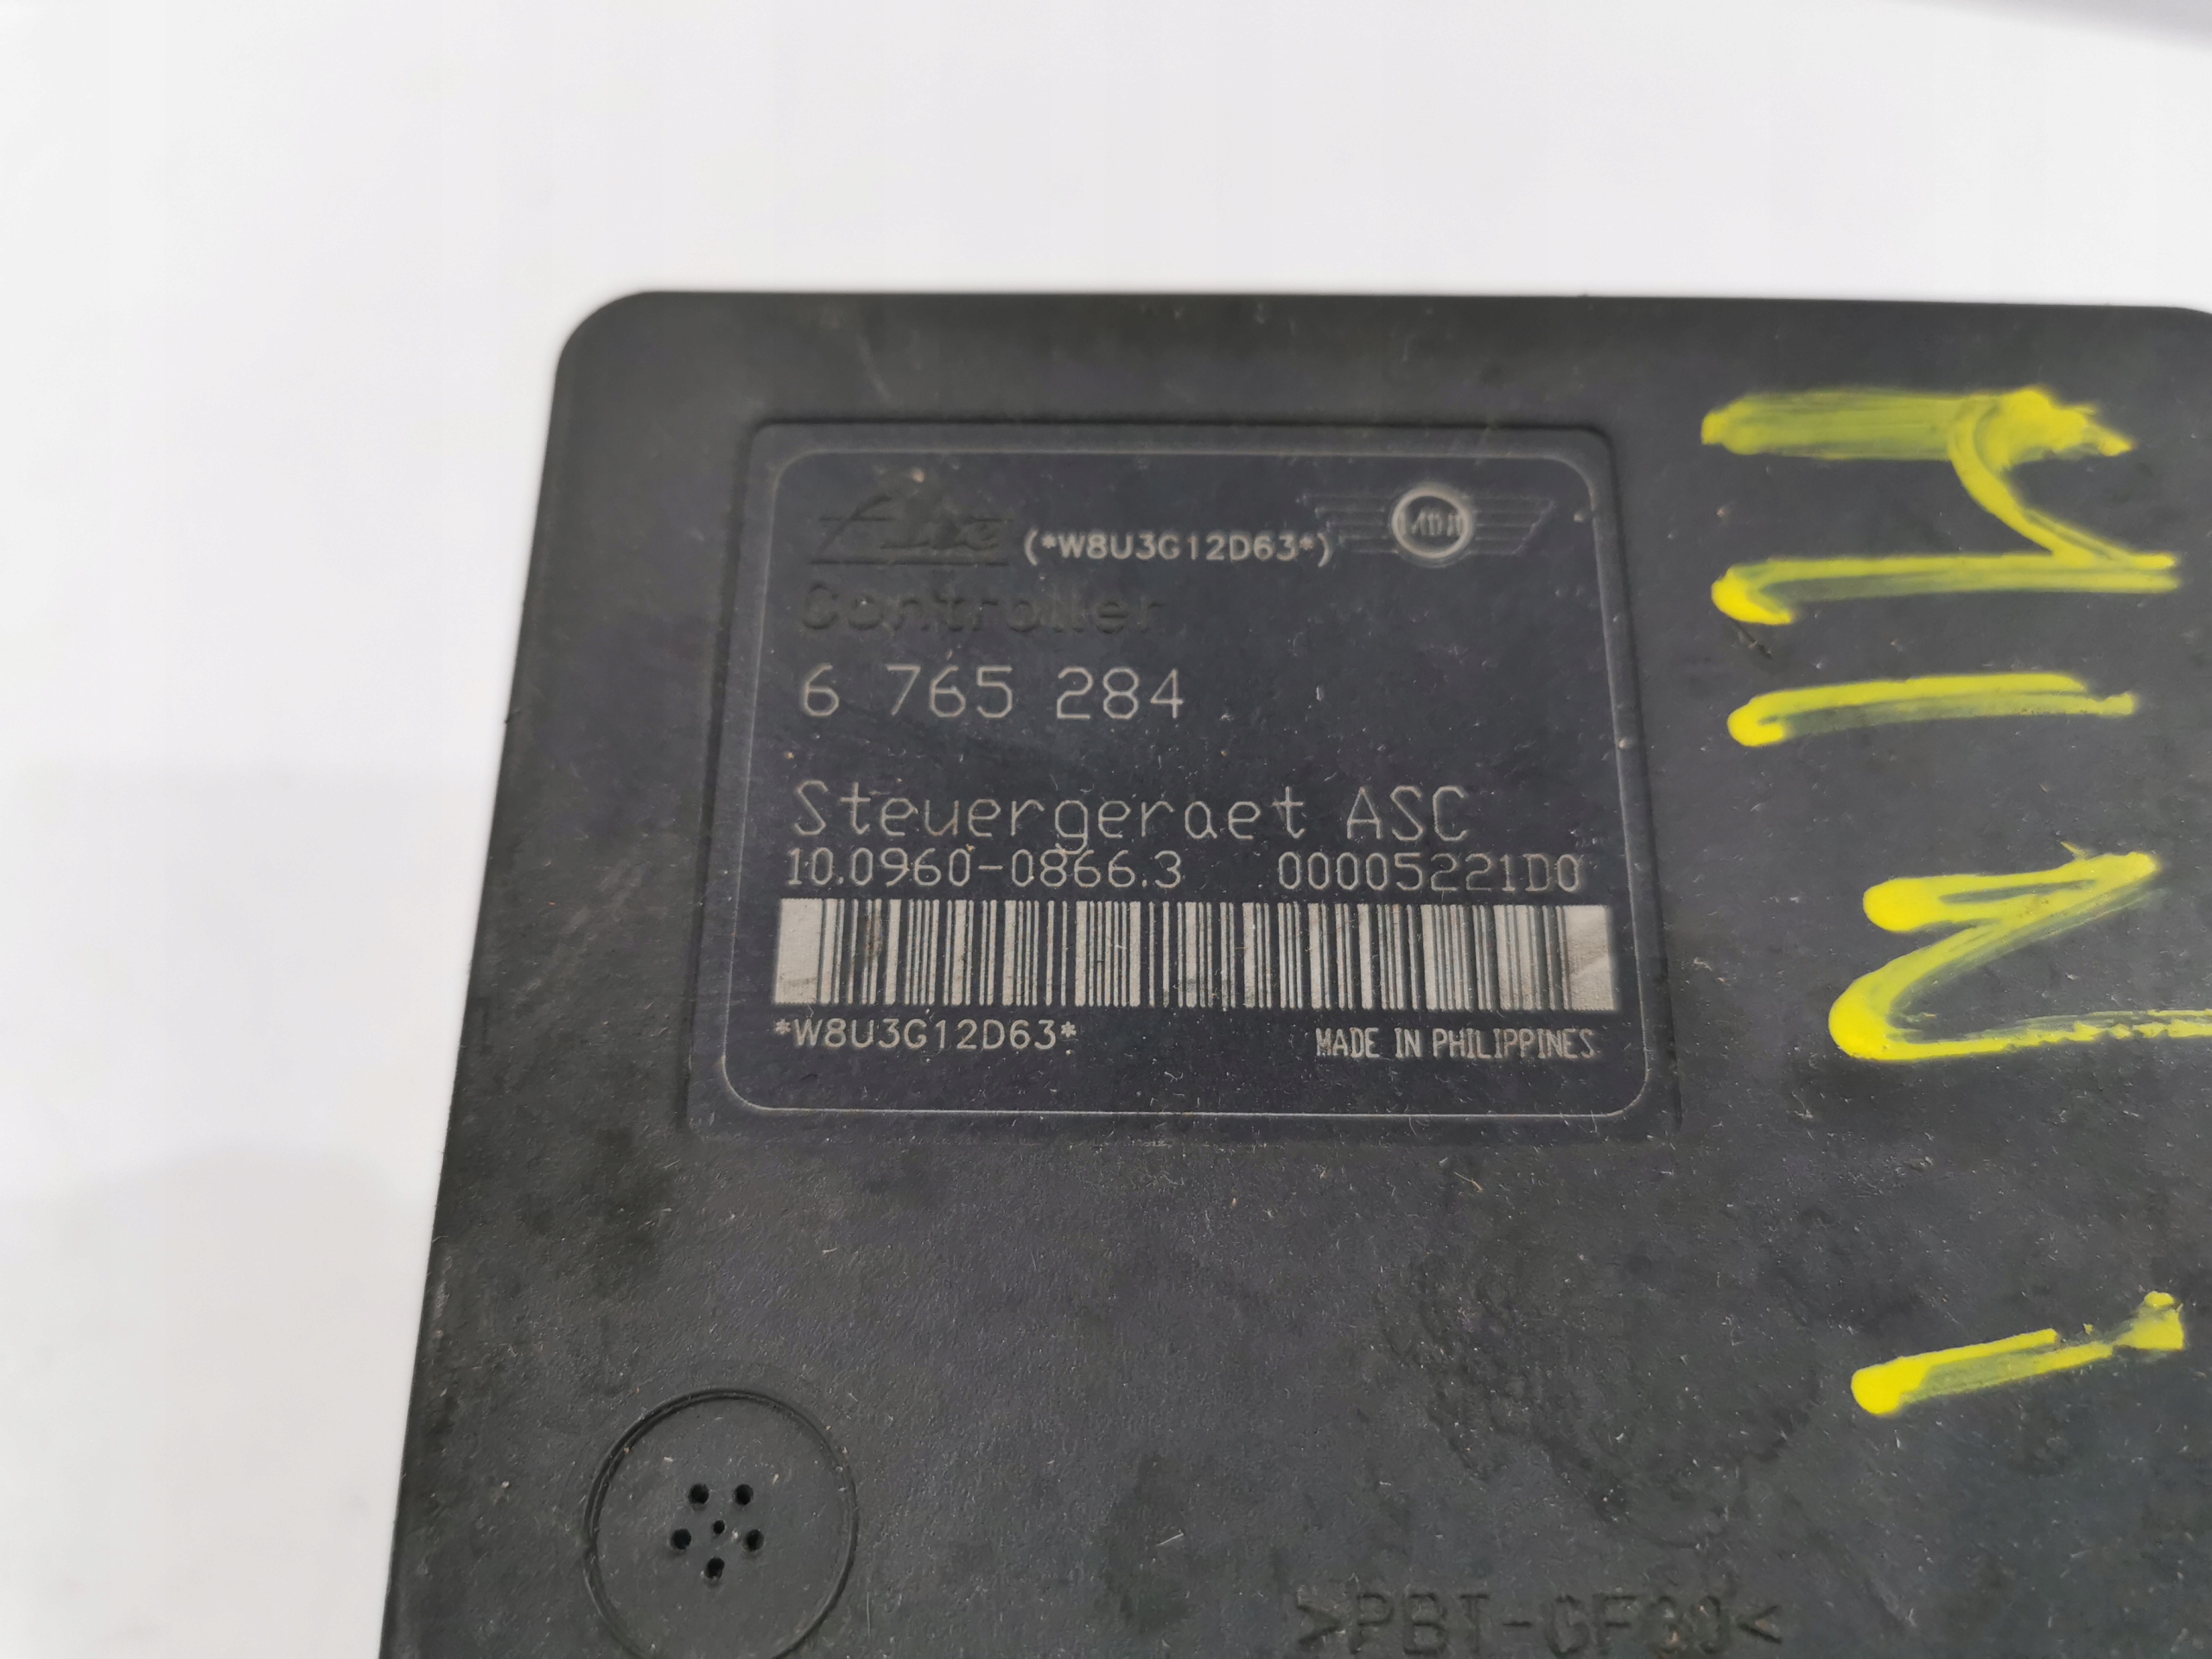 Ate (*W8U3G12D63*) MINI
Controller
6 765 284
Steuergeraet ASC
10.0960-0866.3 00005221D0
*W8U3G12D63*
MADE IN PHILIPPINES
>PBT-GF30<